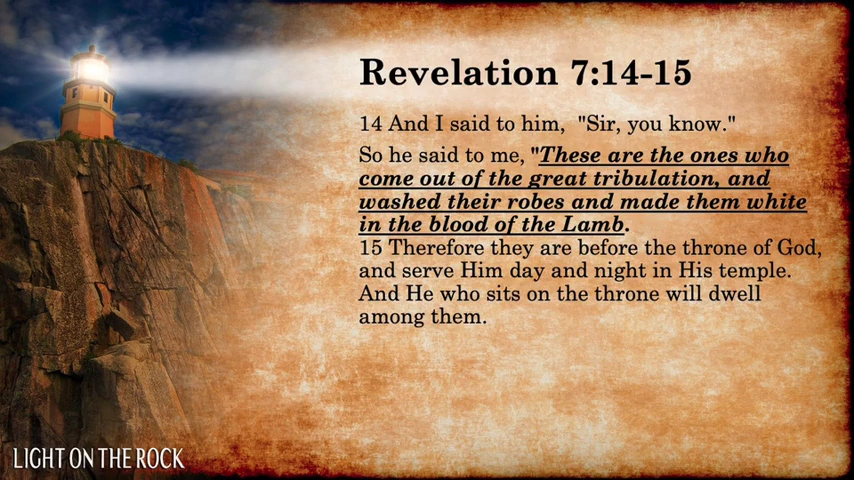 Revelation 7:14-15
14 And I said to him,  "Sir, you know."
So he said to me, "These are the ones who
come out of the great tribulation, and
washed their robes and made them white
in the blood of the Lamb.
15 Therefore they are before the throne of God,
and serve Him day and night in His temple.
And He who sits on the throne will dwell
among them.
LIGHT ON THE ROCK